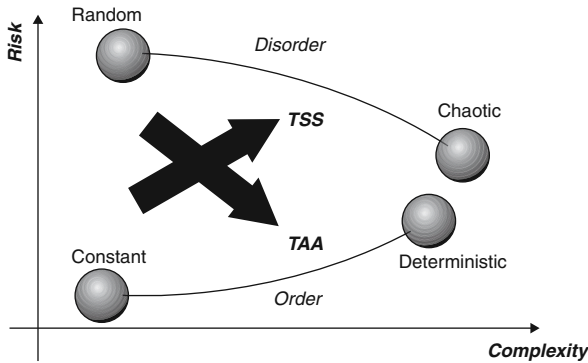 Risk
Random
Disorder
TSS
Chaotic
Constant
TAA
Deterministic
Order
Complexity